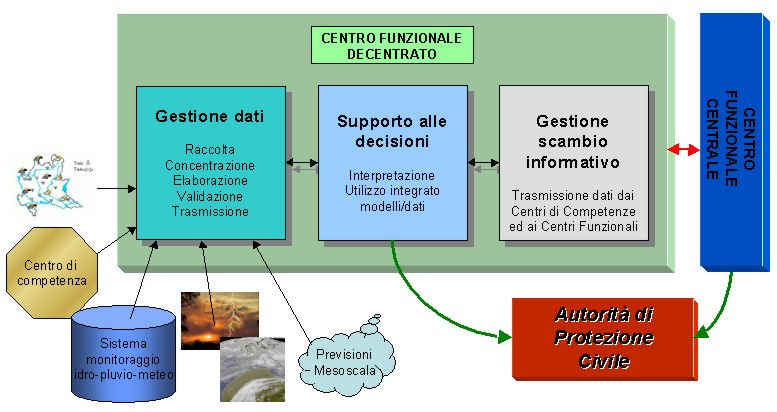 CENTRO FUNZIONALE
DECENTRATO
Gestione dati
Raccolta
Concentrazione
Elaborazione
Validazione
Trasmissione
Supporto alle
decisioni
Interpretazione
Utilizzo integrato
modelli/dati
Gestione
scambio
informativo
Trasmissione dati dai
Centri di Competenze
ed ai Centri Funzionali
CENTRO
FUNZIONALE
CENTRALE
Centro di
competenza
Sistema
monitoraggio
idro-pluvio-meteo
Previsioni
- Mesoscala
Autorità di
Protezione
Civile